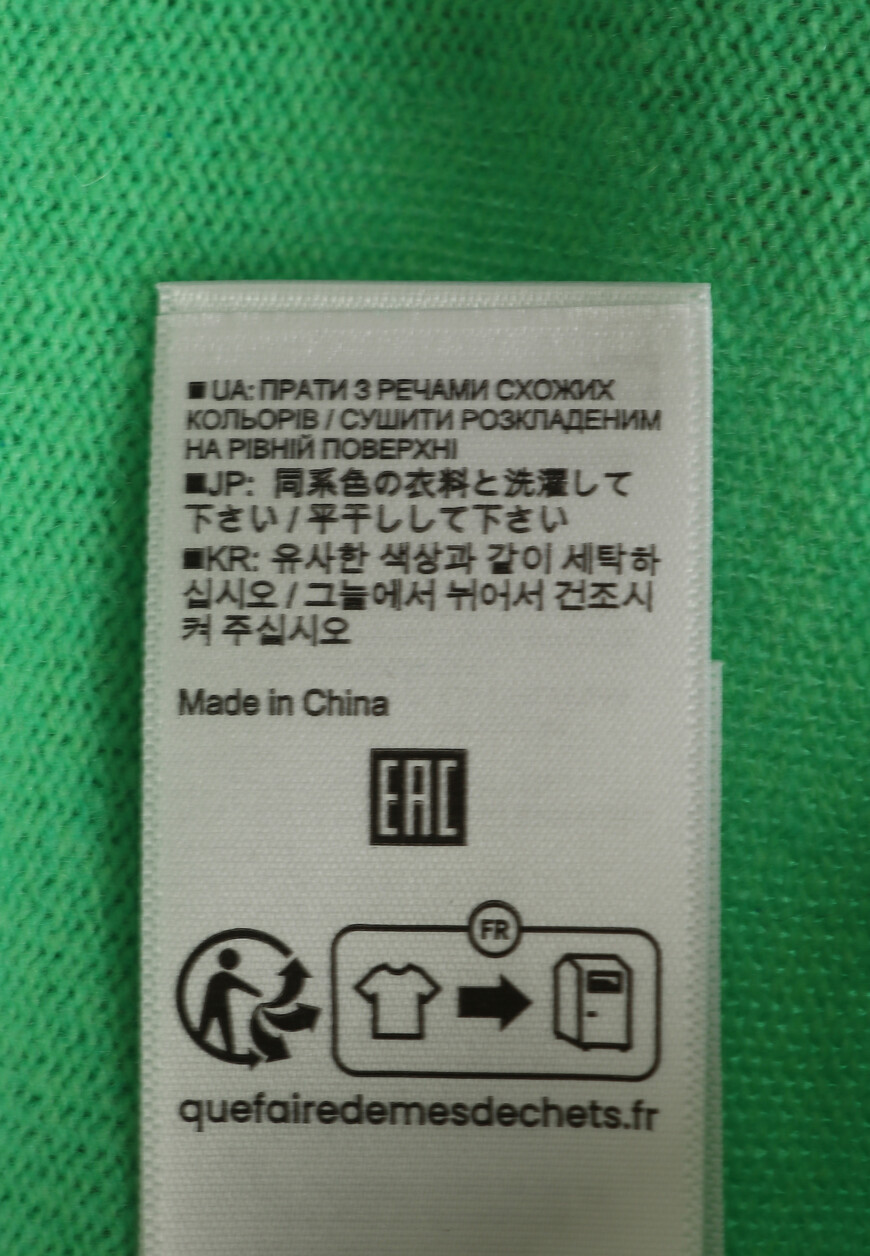 ■ UA: ПРАТИ З РЕЧАМИ СХОЖИХ
КОЛЬОРІВ / СУШИТИ РОЗКЛАДЕНИМ
НА РІВНІЙ ПОВЕРХНІ
■JP: 同系色の衣料と洗濯して
下さい / 平干しして下さい
■KR: 유사한 색상과 같이 세탁하
십시오 / 그늘에서 뉘어서 건조시
켜 주십시오
Made in China
EAC
FR
quefairedemesdechets.fr